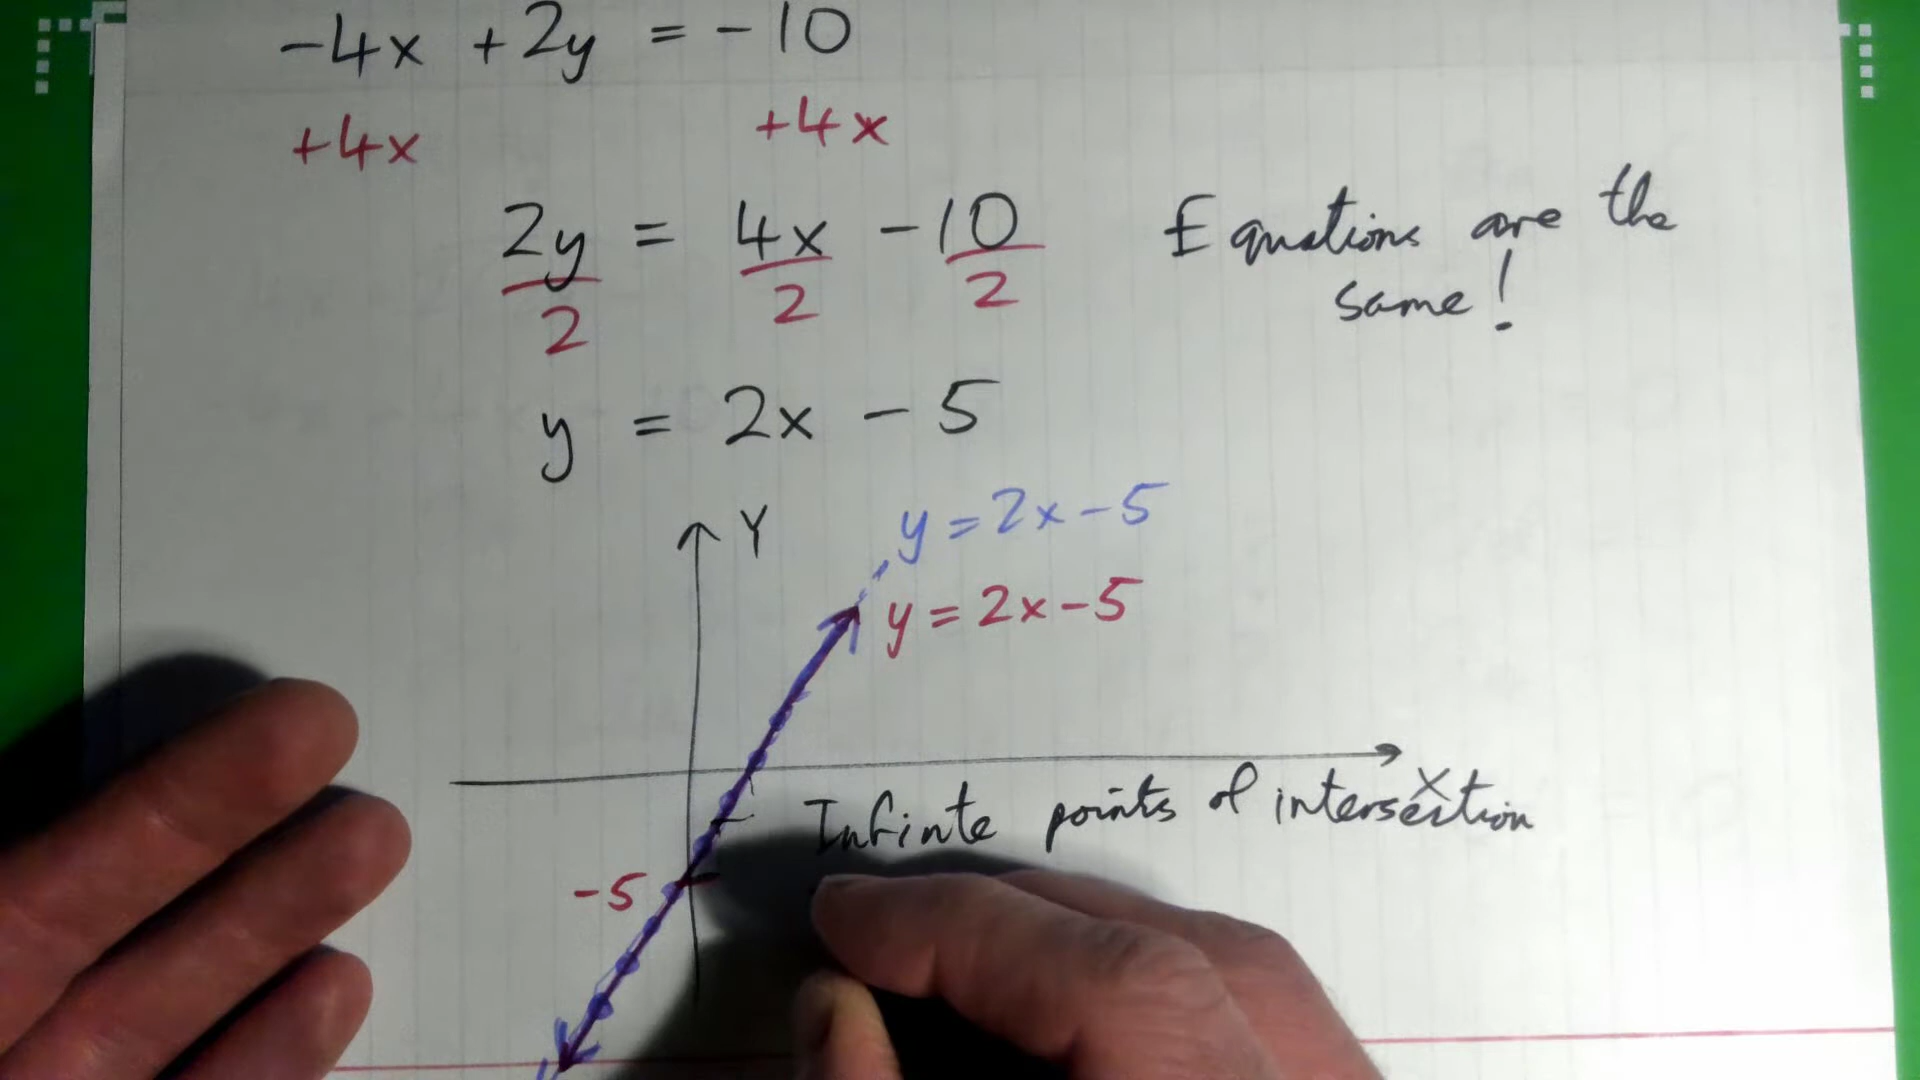 -4x + 2y = -10
+4x +4x
2y/2 = 4x/2 - 10/2
Equations are the
same!
y = 2x - 5
Y
y = 2x - 5
y = 2x - 5
X
Infinite points of intersection
-5